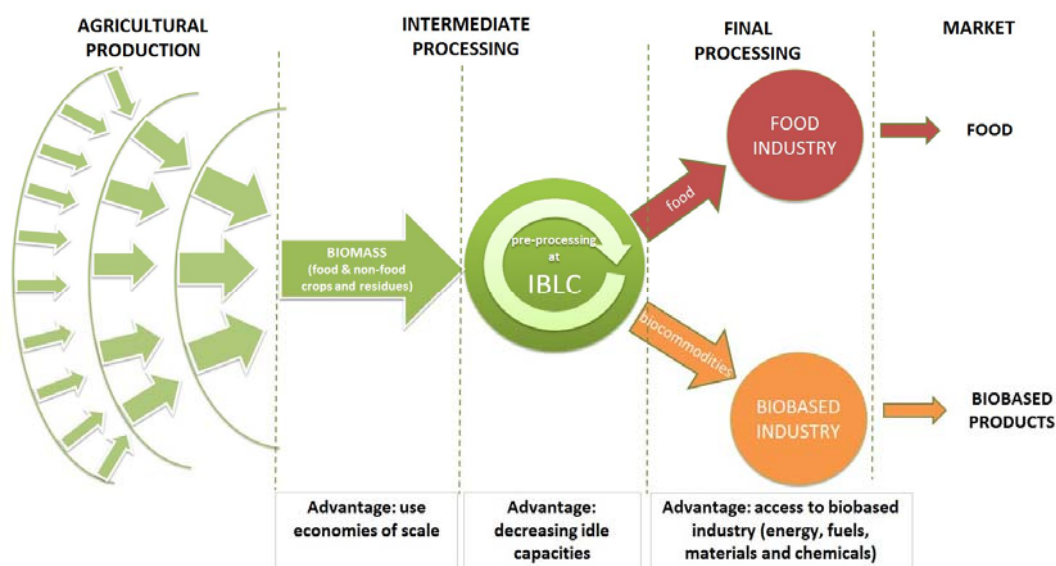 AGRICULTURAL
PRODUCTION
INTERMEDIATE
PROCESSING
FINAL
PROCESSING
MARKET
BIOMASS
(food & non-food
crops and residues)
pre-processing
at
IBLC
food
biocommodities
FOOD
INDUSTRY
FOOD
BIOBASED
INDUSTRY
BIOBASED
PRODUCTS
Advantage: use
economies of scale
Advantage:
decreasing idle
capacities
Advantage: access to biobased
industry (energy, fuels,
materials and chemicals)